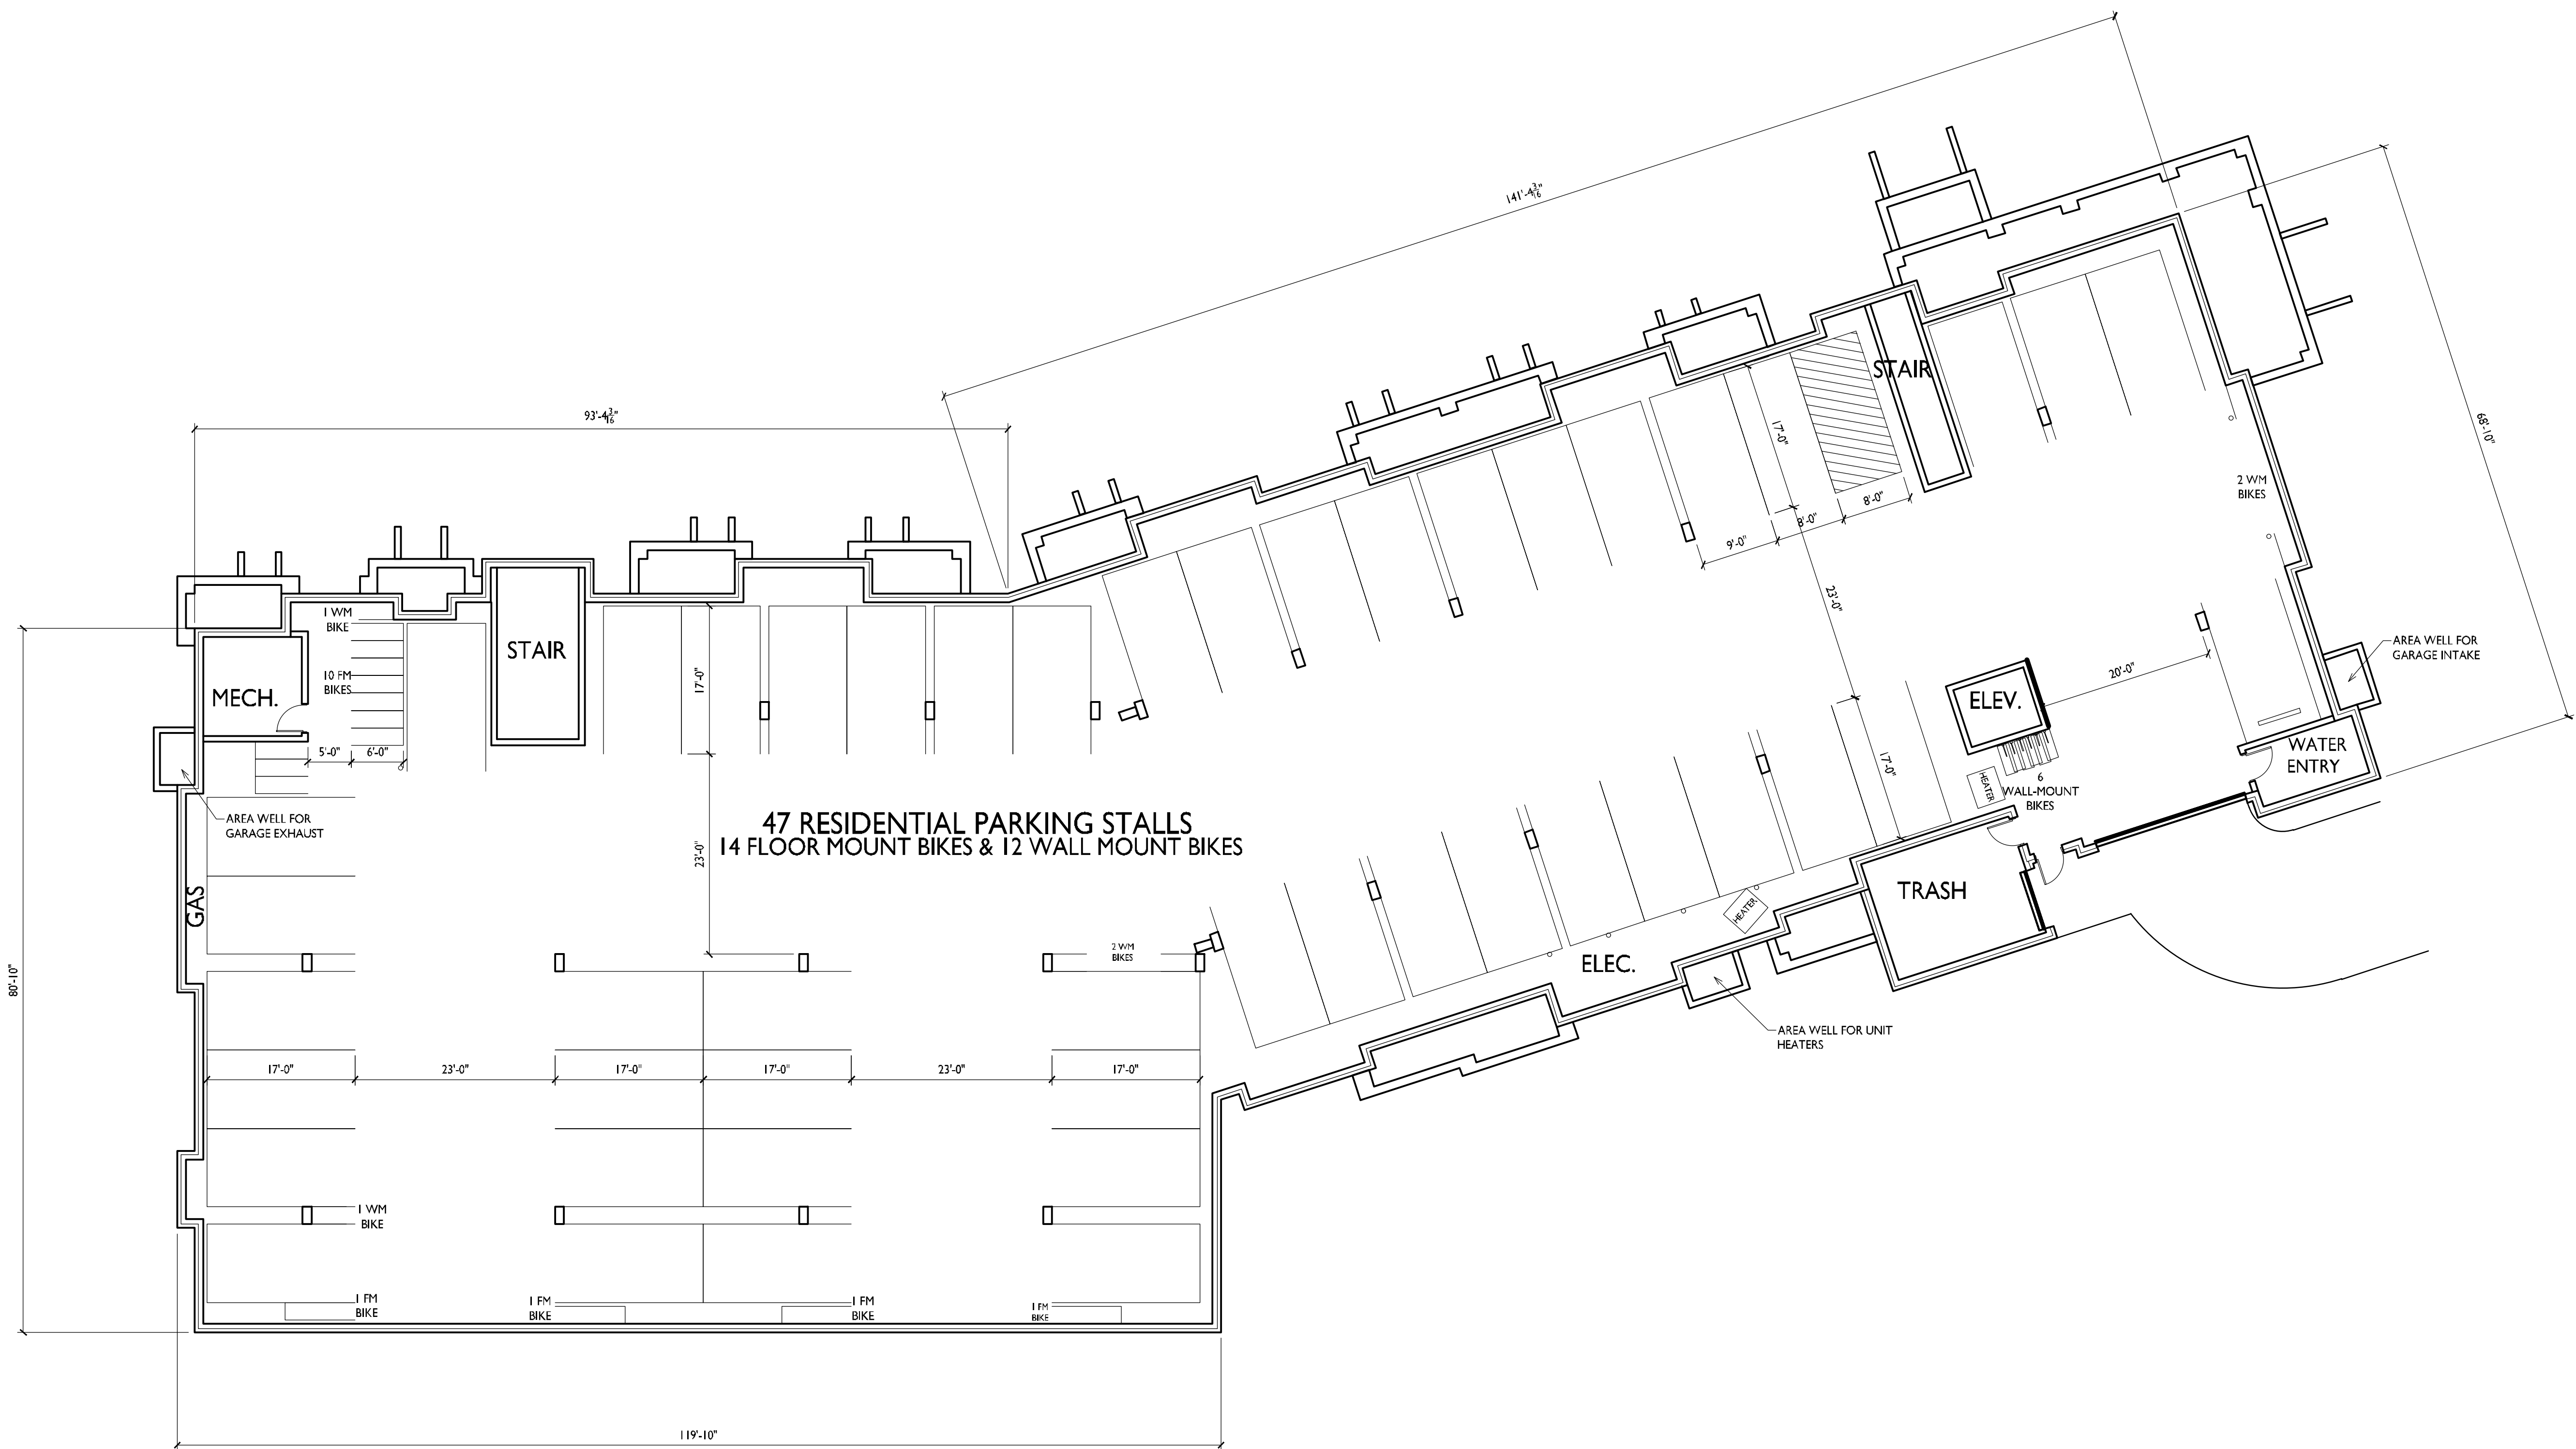 141'-4 3/16"
93'-4 3/16"
68'-10"
STAIR
17'-0"
8'-0"
8'-0"
9'-0"
2 WM
BIKES
23'-0"
1 WM
BIKE
STAIR
10 FM
BIKES
MECH.
17'-0"
5'-0"
6'-0"
AREA WELL FOR
GARAGE INTAKE
20'-0"
ELEV.
WATER
ENTRY
17'-0"
HEATER
6
WALL-MOUNT
BIKES
AREA WELL FOR
GARAGE EXHAUST
47 RESIDENTIAL PARKING STALLS
14 FLOOR MOUNT BIKES & 12 WALL MOUNT BIKES
23'-0"
GAS
TRASH
HEATER
2 WM
BIKES
ELEC.
80'-10"
AREA WELL FOR UNIT
HEATERS
17'-0"
23'-0"
17'-0"
17'-0"
23'-0"
17'-0"
1 WM
BIKE
1 FM
BIKE
1 FM
BIKE
1 FM
BIKE
1 FM
BIKE
119'-10"